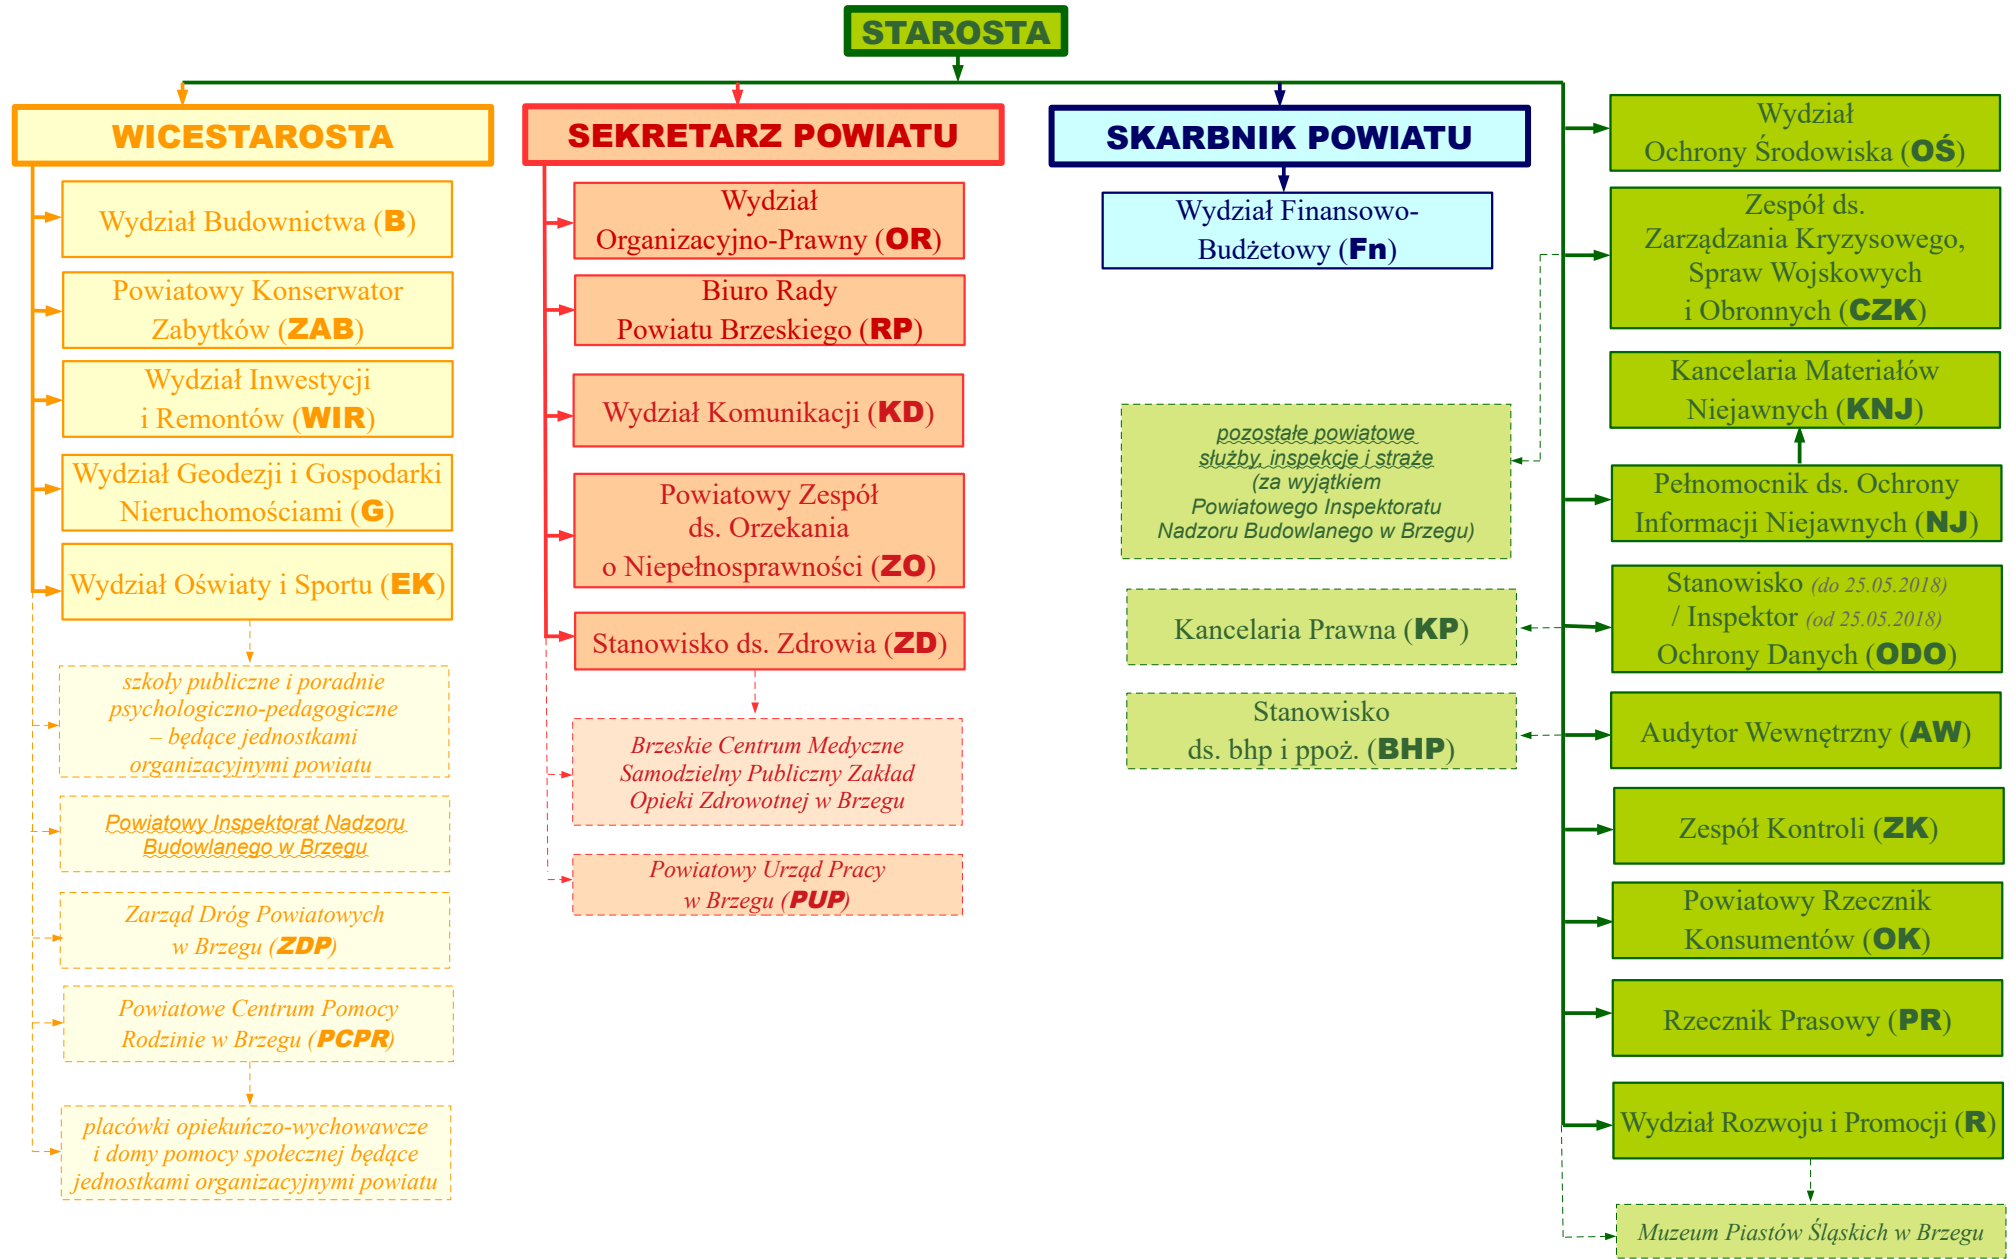 STAROSTA
WICESTAROSTA
Wydział Budownictwa (B)
Powiatowy Konserwator
Zabytków (ZAB)
Wydział Inwestycji
i Remontów (WIR)
Wydział Geodezji i Gospodarki
Nieruchomościami (G)
Wydział Oświaty i Sportu (EK)
szkoły publiczne i poradnie
psychologiczno-pedagogiczne
– będące jednostkami
organizacyjnymi powiatu
Powiatowy Inspektorat Nadzoru
Budowlanego w Brzegu
Zarząd Dróg Powiatowych
w Brzegu (ZDP)
Powiatowe Centrum Pomocy
Rodzinie w Brzegu (PCPR)
placówki opiekuńczo-wychowawcze
i domy pomocy społecznej będące
jednostkami organizacyjnymi powiatu
SEKRETARZ POWIATU
Wydział
Organizacyjno-Prawny (OR)
Biuro Rady
Powiatu Brzeskiego (RP)
Wydział Komunikacji (KD)
Powiatowy Zespół
ds. Orzekania
o Niepełnosprawności (ZO)
Stanowisko ds. Zdrowia (ZD)
Brzeskie Centrum Medyczne
Samodzielny Publiczny Zakład
Opieki Zdrowotnej w Brzegu
Powiatowy Urząd Pracy
w Brzegu (PUP)
SKARBNIK POWIATU
Wydział Finansowo-
Budżetowy (Fn)
pozostałe powiatowe
służby, inspekcje i straże
(za wyjątkiem
Powiatowego Inspektoratu
Nadzoru Budowlanego w Brzegu)
Kancelaria Prawna (KP)
Stanowisko
ds. bhp i ppoż. (BHP)
Wydział
Ochrony Środowiska (OŚ)
Zespół ds.
Zarządzania Kryzysowego,
Spraw Wojskowych
i Obronnych (CZK)
Kancelaria Materiałów
Niejawnych (KNJ)
Pełnomocnik ds. Ochrony
Informacji Niejawnych (NJ)
Stanowisko (do 25.05.2018)
/ Inspektor (od 25.05.2018)
Ochrony Danych (ODO)
Audytor Wewnętrzny (AW)
Zespół Kontroli (ZK)
Powiatowy Rzecznik
Konsumentów (OK)
Rzecznik Prasowy (PR)
Wydział Rozwoju i Promocji (R)
Muzeum Piastów Śląskich w Brzegu